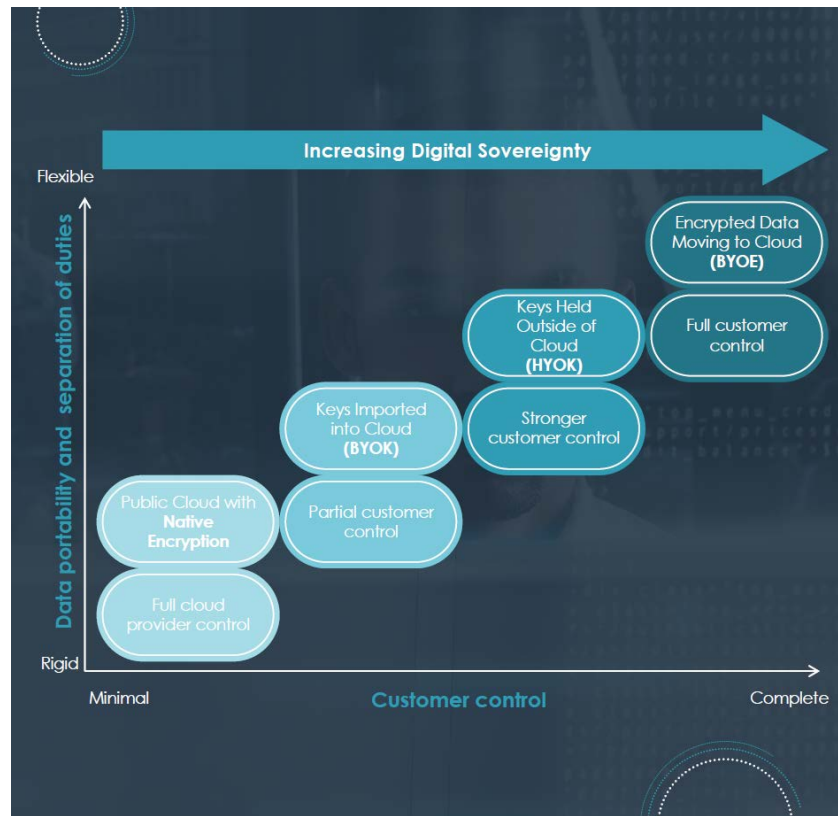 Increasing Digital Sovereignty
Flexible
Data portability and separation of duties
Encrypted Data
Moving to Cloud
(BYOE)
Full customer
control
Keys Held
Outside of
Cloud
(HYOK)
Stronger
customer control
Keys Imported
into Cloud
(BYOK)
Partial customer
control
Public Cloud with
Native
Encryption
Full cloud
provider control
Rigid
Minimal
Customer control
Complete